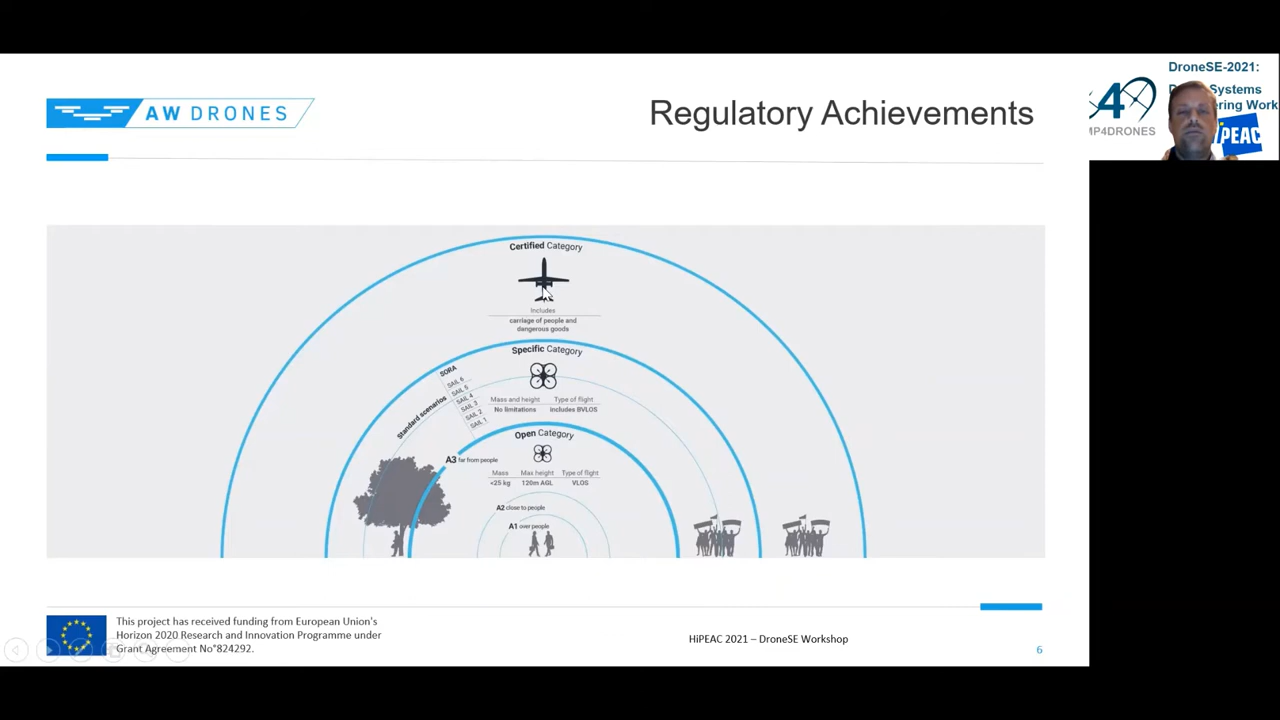 AW DRONES
Regulatory Achievements
DroneSE-2021:
Systems
4
MP4DRONES
Certified Category
Includes
carriage of people and
dangerous goods
Specific Category
SORA
SAIL 6
SAIL 5
SAIL 4
SAIL 3
SAIL 2
SAIL 1
Standard scenarios
Mass and height Type of flight
No limitations includes BVLOS
Open Category
A3 far from people
Mass Max height Type of flight
<25 kg 120m AGL VLOS
A2 close to people
A1 over people
This project has received funding from European Union's
Horizon 2020 Research and Innovation Programme under
Grant Agreement N°824292.
HiPEAC 2021 – DroneSE Workshop
6